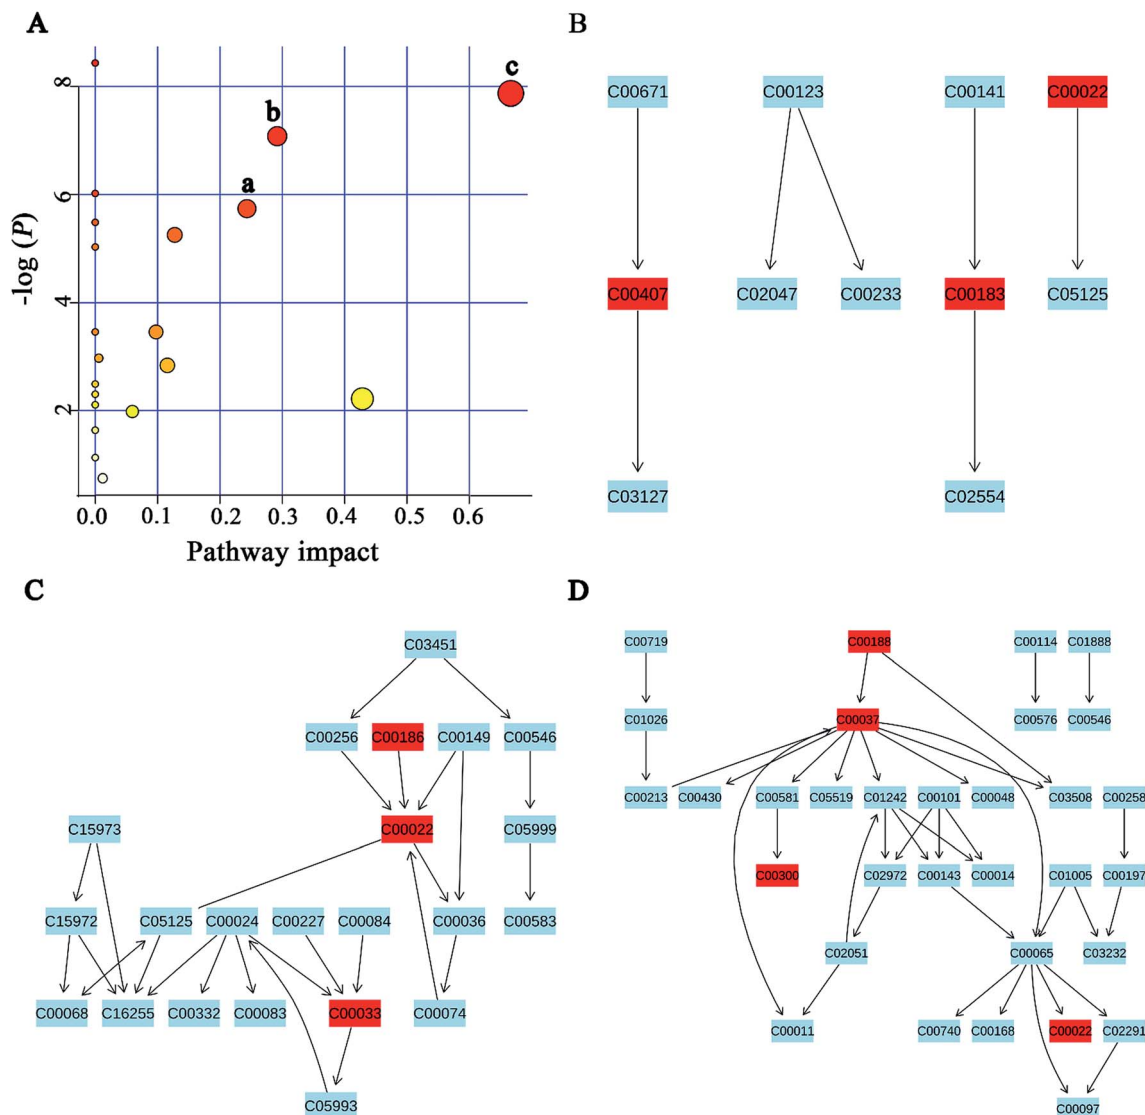 A
B
c
b
a
8
6
4
2
-log (P)
0.0 0.1 0.2 0.3 0.4 0.5 0.6
Pathway impact
C00671 C00123 C00141 C00022
C00407 C02047 C00233 C00183 C05125
C03127 C02554
C
D
C03451
C00256 C00186 C00149 C00546
C15973 C00022 C05999
C15972 C05125 C00024 C00227 C00084 C00036 C00583
C00068 C16255 C00332 C00083 C00033 C00074
C05993
C00719 C00188 C00114 C01888
C01026 C00037 C00576 C00546
C00213 C00430 C00581 C05519 C01242 C00101 C00048 C03508 C00258
C00300 C02972 C00143 C00014 C01005 C00197
C02051 C00065 C03232
C00011 C00740 C00168 C00022 C02291
C00097